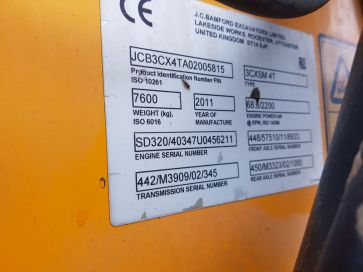 J.C.BAMFORD EXCAVATORS LIMITED
LAKESIDE WORKS, ROCESTER, UTTOXETER
UNITED KINGDOM ST14 5JP
CE
JCB3CX4TA02005815
Product Identification Number PIN
ISO 10261
3CXSM 4T
TYPE
7600
WEIGHT (kg),
ISO 6016
2011
YEAR OF
MANUFACTURE
68.6/2200
ENGINE POWER kW
@ RPM, ISO 14396
SD320/40347U0456211
ENGINE SERIAL NUMBER
448/57510/11/8933
FRONT AXLE SERIAL NUMBER
442/M3909/02/345
TRANSMISSION SERIAL NUMBER
450/M3323/02/1085
REAR AXLE SERIAL NUMBER